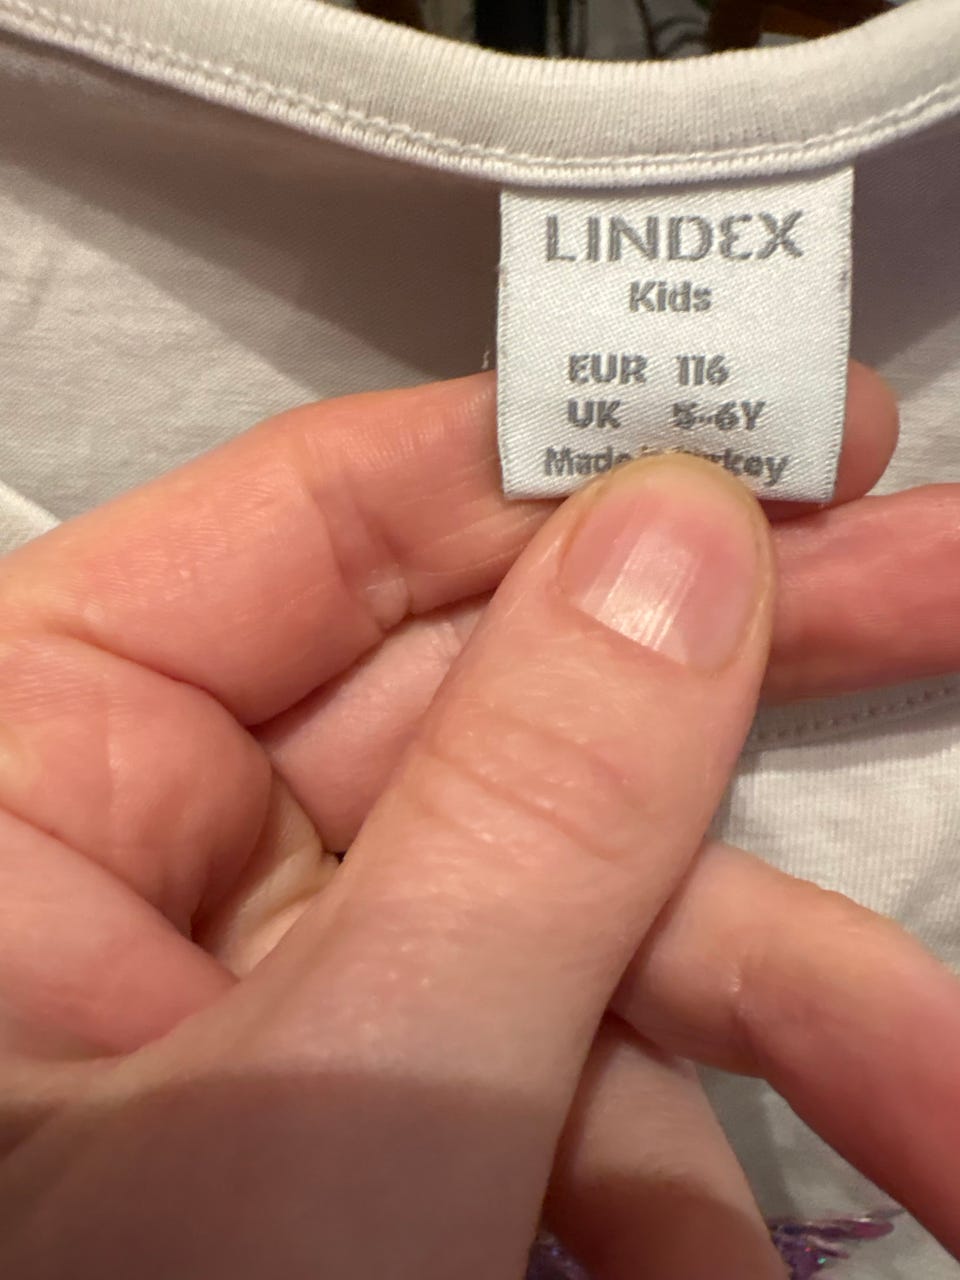 LINDEX
Kids
EUR 116
UK 5-6Y
Made